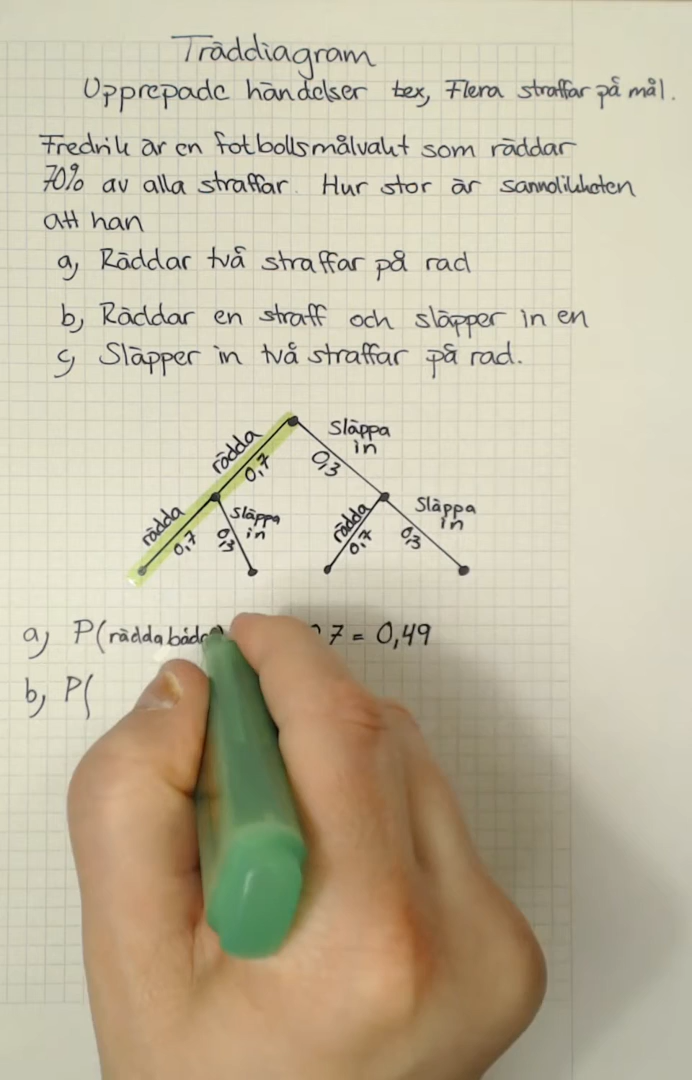 Träddiagram
Upprepade händelser tex, Flera straffar på mål.
Fredrik är en fotbollsmålvakt som räddar
70% av alla straffar. Hur stor är sannolikheten
att han
a) Räddar två straffar på rad
b) Räddar en straff och släpper in en
c) Släpper in två straffar på rad.
rädda
0,7
Släppa
in
0,3
rädda
0,7
Släppa
in
0,3
rädda
0,7
Släppa
in
0,3
a) P(rädda 7 = 0,49
b) P(